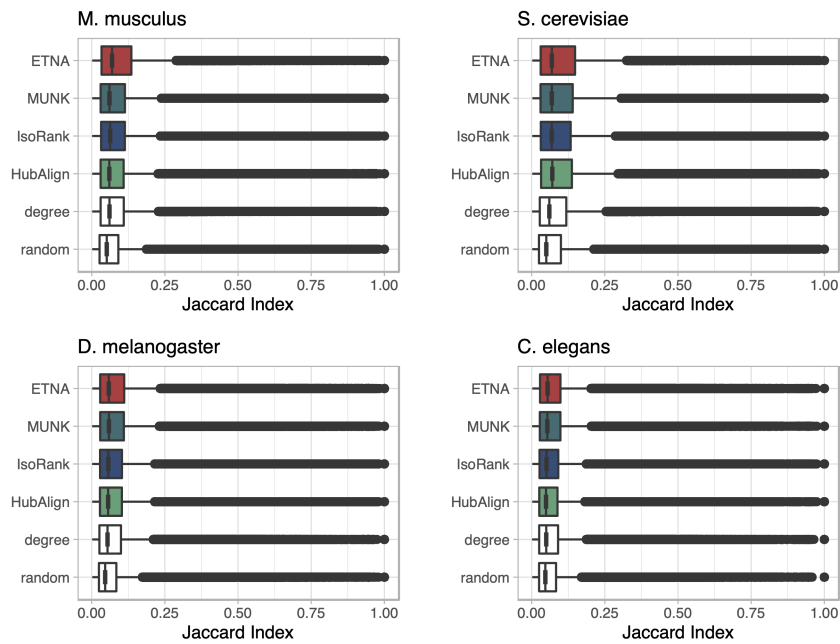 M. musculus
ETNA
MUNK
IsoRank
HubAlign
degree
random
0.00 0.25 0.50 0.75 1.00
Jaccard Index
S. cerevisiae
ETNA
MUNK
IsoRank
HubAlign
degree
random
0.00 0.25 0.50 0.75 1.00
Jaccard Index
D. melanogaster
ETNA
MUNK
IsoRank
HubAlign
degree
random
0.00 0.25 0.50 0.75 1.00
Jaccard Index
C. elegans
ETNA
MUNK
IsoRank
HubAlign
degree
random
0.00 0.25 0.50 0.75 1.00
Jaccard Index